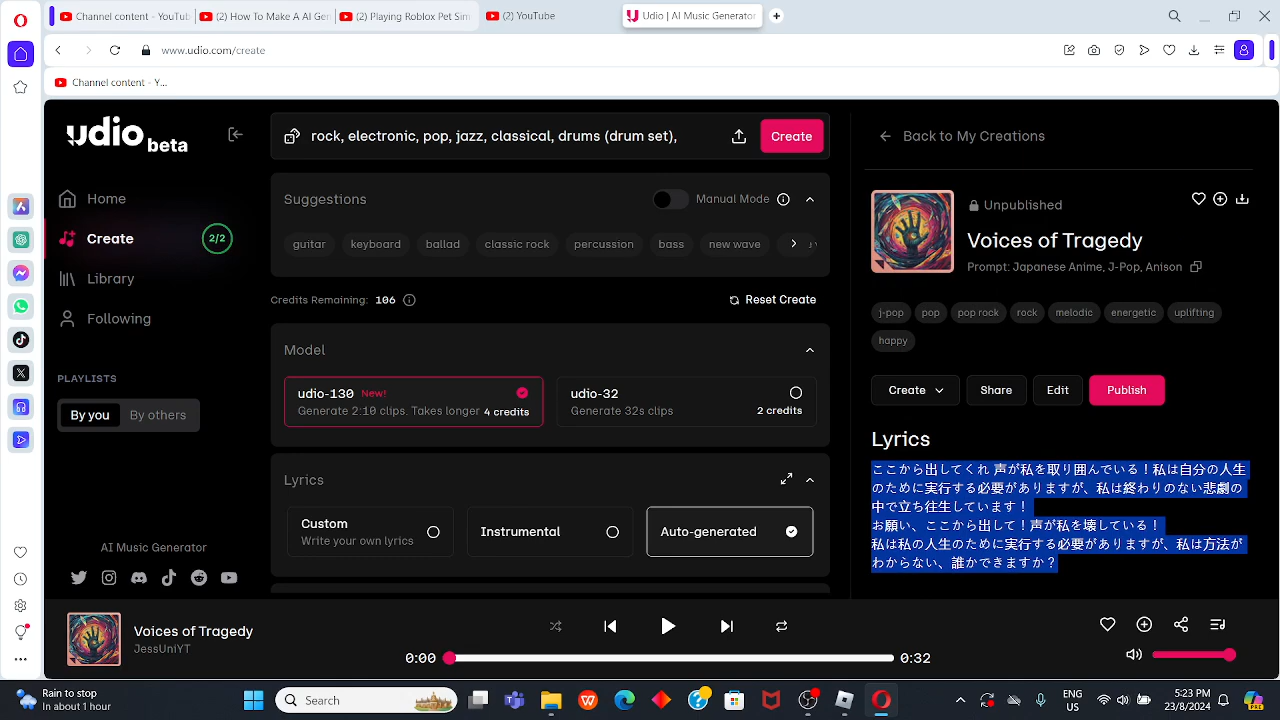 Channel content - YouTu
(2) How To Make A AI Gen
(2) Playing Roblox
(2) YouTube
Udio | AI Music Generator
www.udio.com/create
Channel content - Y...
udio beta
rock, electronic, pop, jazz, classical, drums (drum set),
Create
Back to My Creations
Home
Create
2/2
Library
Following
PLAYLISTS
By you
By others
AI Music Generator
Suggestions
Manual Mode
guitar
keyboard
ballad
classic rock
percussion
bass
new wave
Credits Remaining: 106
Reset Create
Model
udio-130 New!
Generate 2:10 clips. Takes longer
4 credits
udio-32
Generate 32s clips
2 credits
Lyrics
Custom
Write your own lyrics
Instrumental
Auto-generated
Unpublished
Voices of Tragedy
Prompt: Japanese Anime, J-Pop, Anison
j-pop
pop
pop rock
rock
melodic
energetic
uplifting
happy
Create
Share
Edit
Publish
Lyrics
ここから出してくれ 声が私を取り囲んでいる！私は自分の人生
のために実行する必要がありますが、私は終わりのない悲劇の
中で立ち往生しています！
お願い、ここから出して！声が私を壊している！
私は私の人生のために実行する必要がありますが、私は方法が
わからない、誰かできますか？
Voices of Tragedy
JessUniYT
0:00
0:32
Rain to stop
In about 1 hour
Search
ENG
US
5:23 PM
23/8/2024